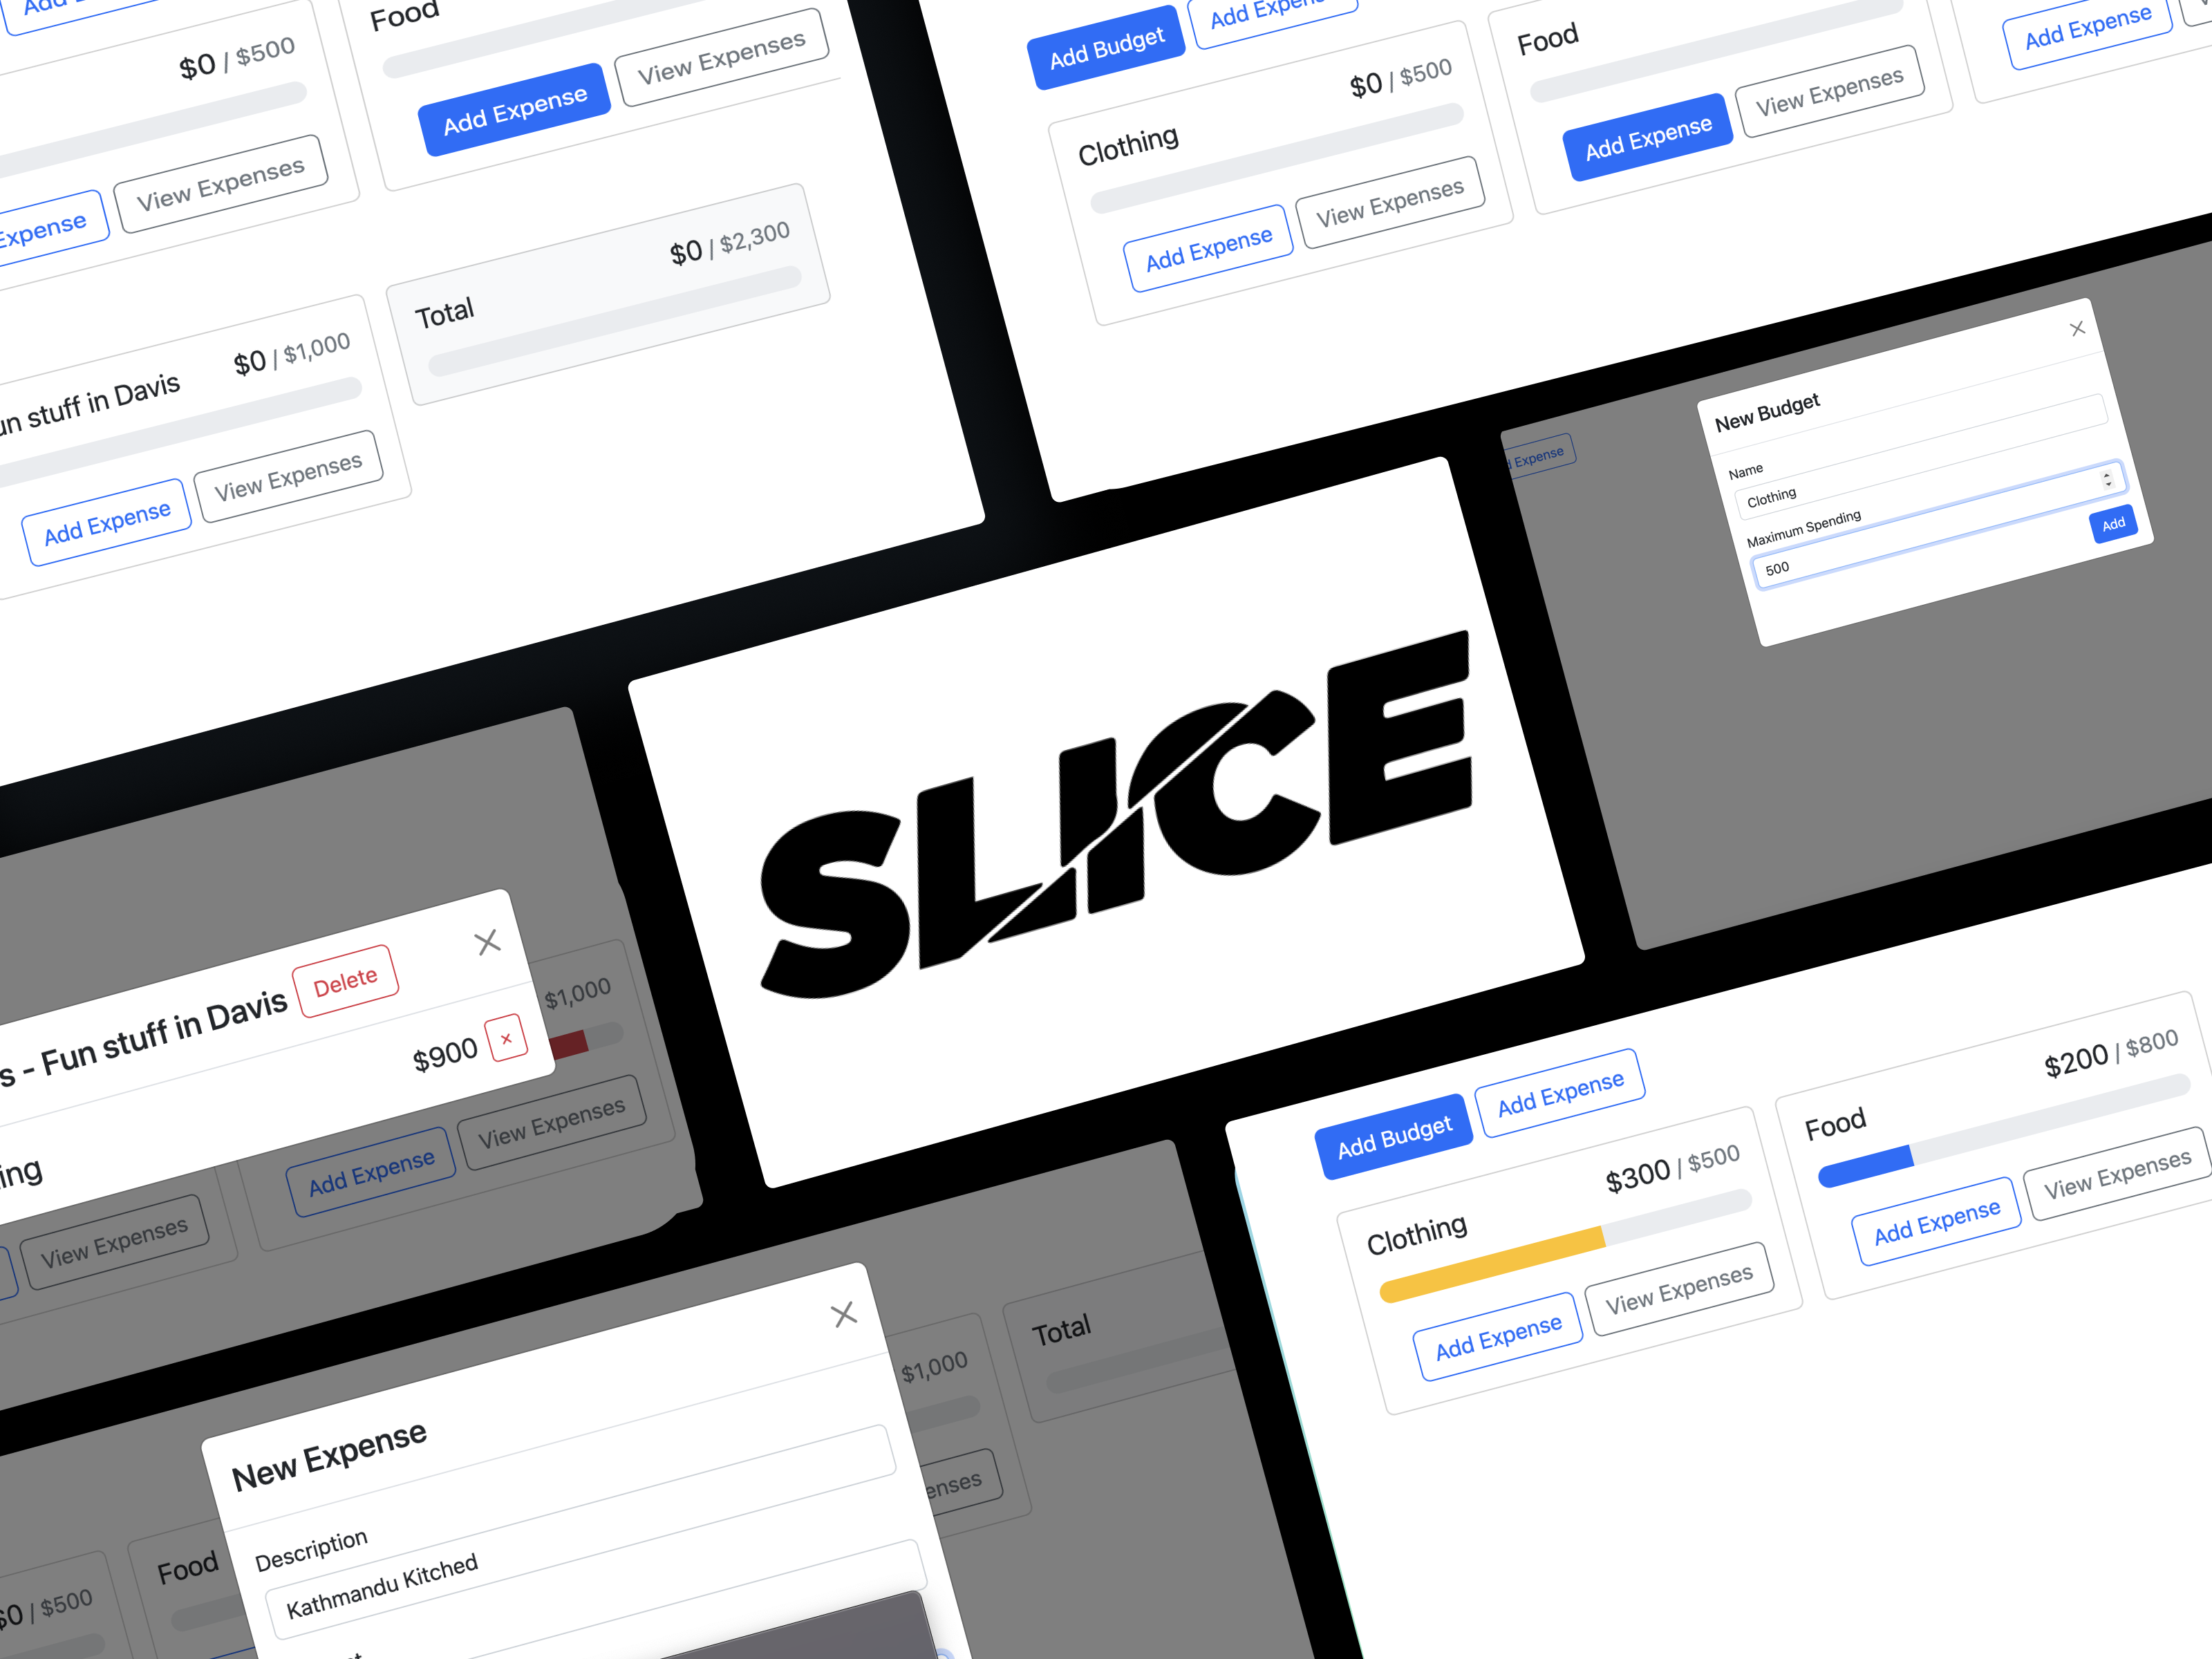 Add
$0 / $500
Expense
View Expenses
Food
Add Expense
View Expenses
un stuff in Davis
$0 / $1,000
Add Expense
View Expenses
Total
$0 / $2,300
Add Budget
Add Expense
Clothing
$0 / $500
Add Expense
View Expenses
Food
Add Expense
View Expenses
Add Expense
d Expense
New Budget
Name
Clothing
Maximum Spending
500
Add
SLICE
s - Fun stuff in Davis
Delete
$900
×
ing
$1,000
View Expenses
Add Expense
View Expenses
New Expense
Description
Kathmandu Kitched
$0 / $500
Food
$1,000
enses
Total
Add Budget
Add Expense
Clothing
$300 / $500
Add Expense
View Expenses
Food
$200 / $800
Add Expense
View Expenses